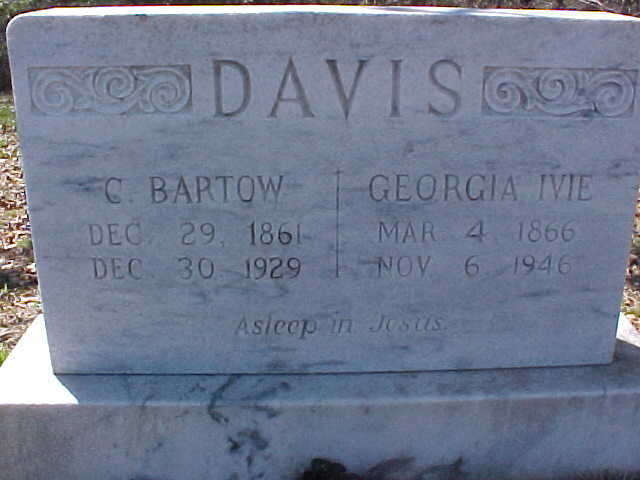 DAVIS
C. BARTOW
DEC. 29, 1861
DEC. 30, 1929
GEORGIA IVIE
MAR. 4, 1866
NOV. 6, 1946
Asleep in Jesus.